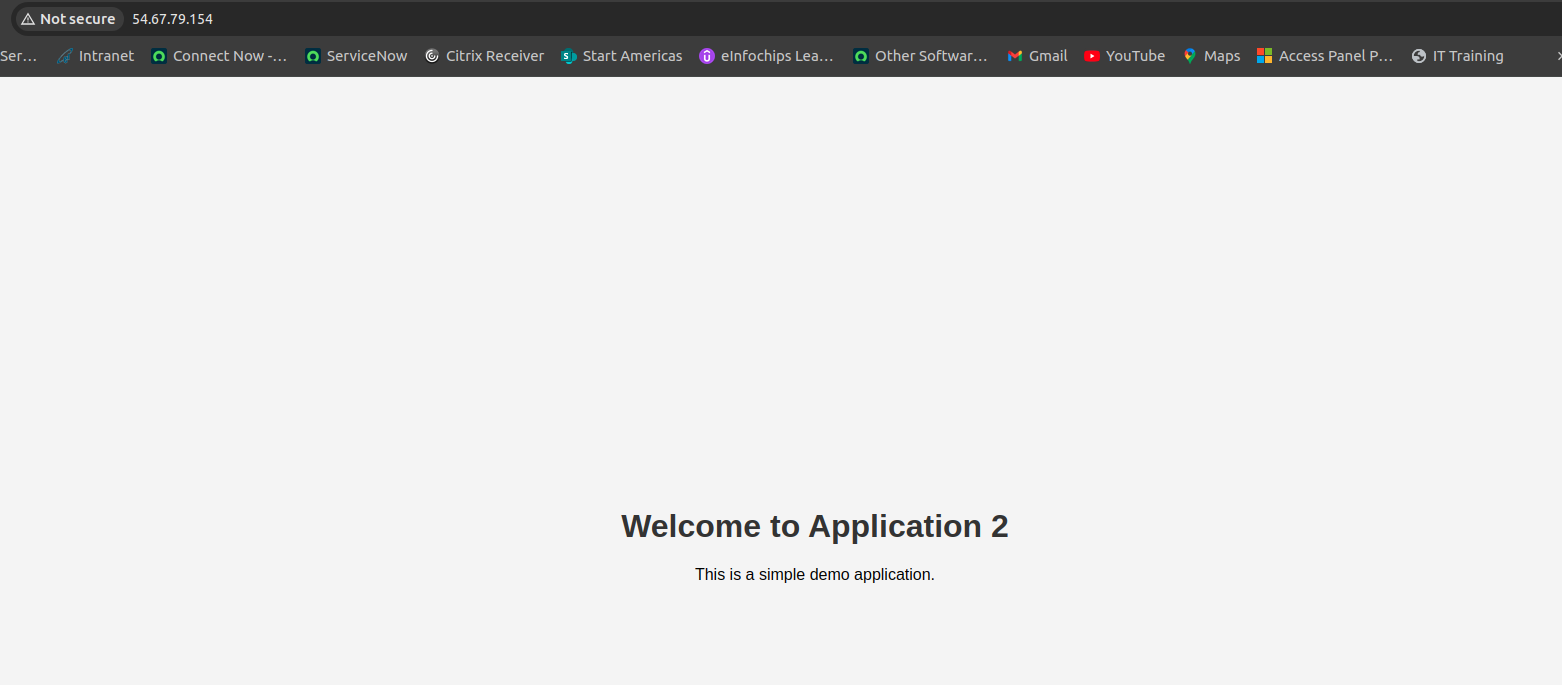 Not secure 54.67.79.154
Ser... Intranet Connect Now -... ServiceNow Citrix Receiver Start Americas eInfochips Lea... Other Softwar... Gmail YouTube Maps Access Panel P... IT Training
Welcome to Application 2
This is a simple demo application.